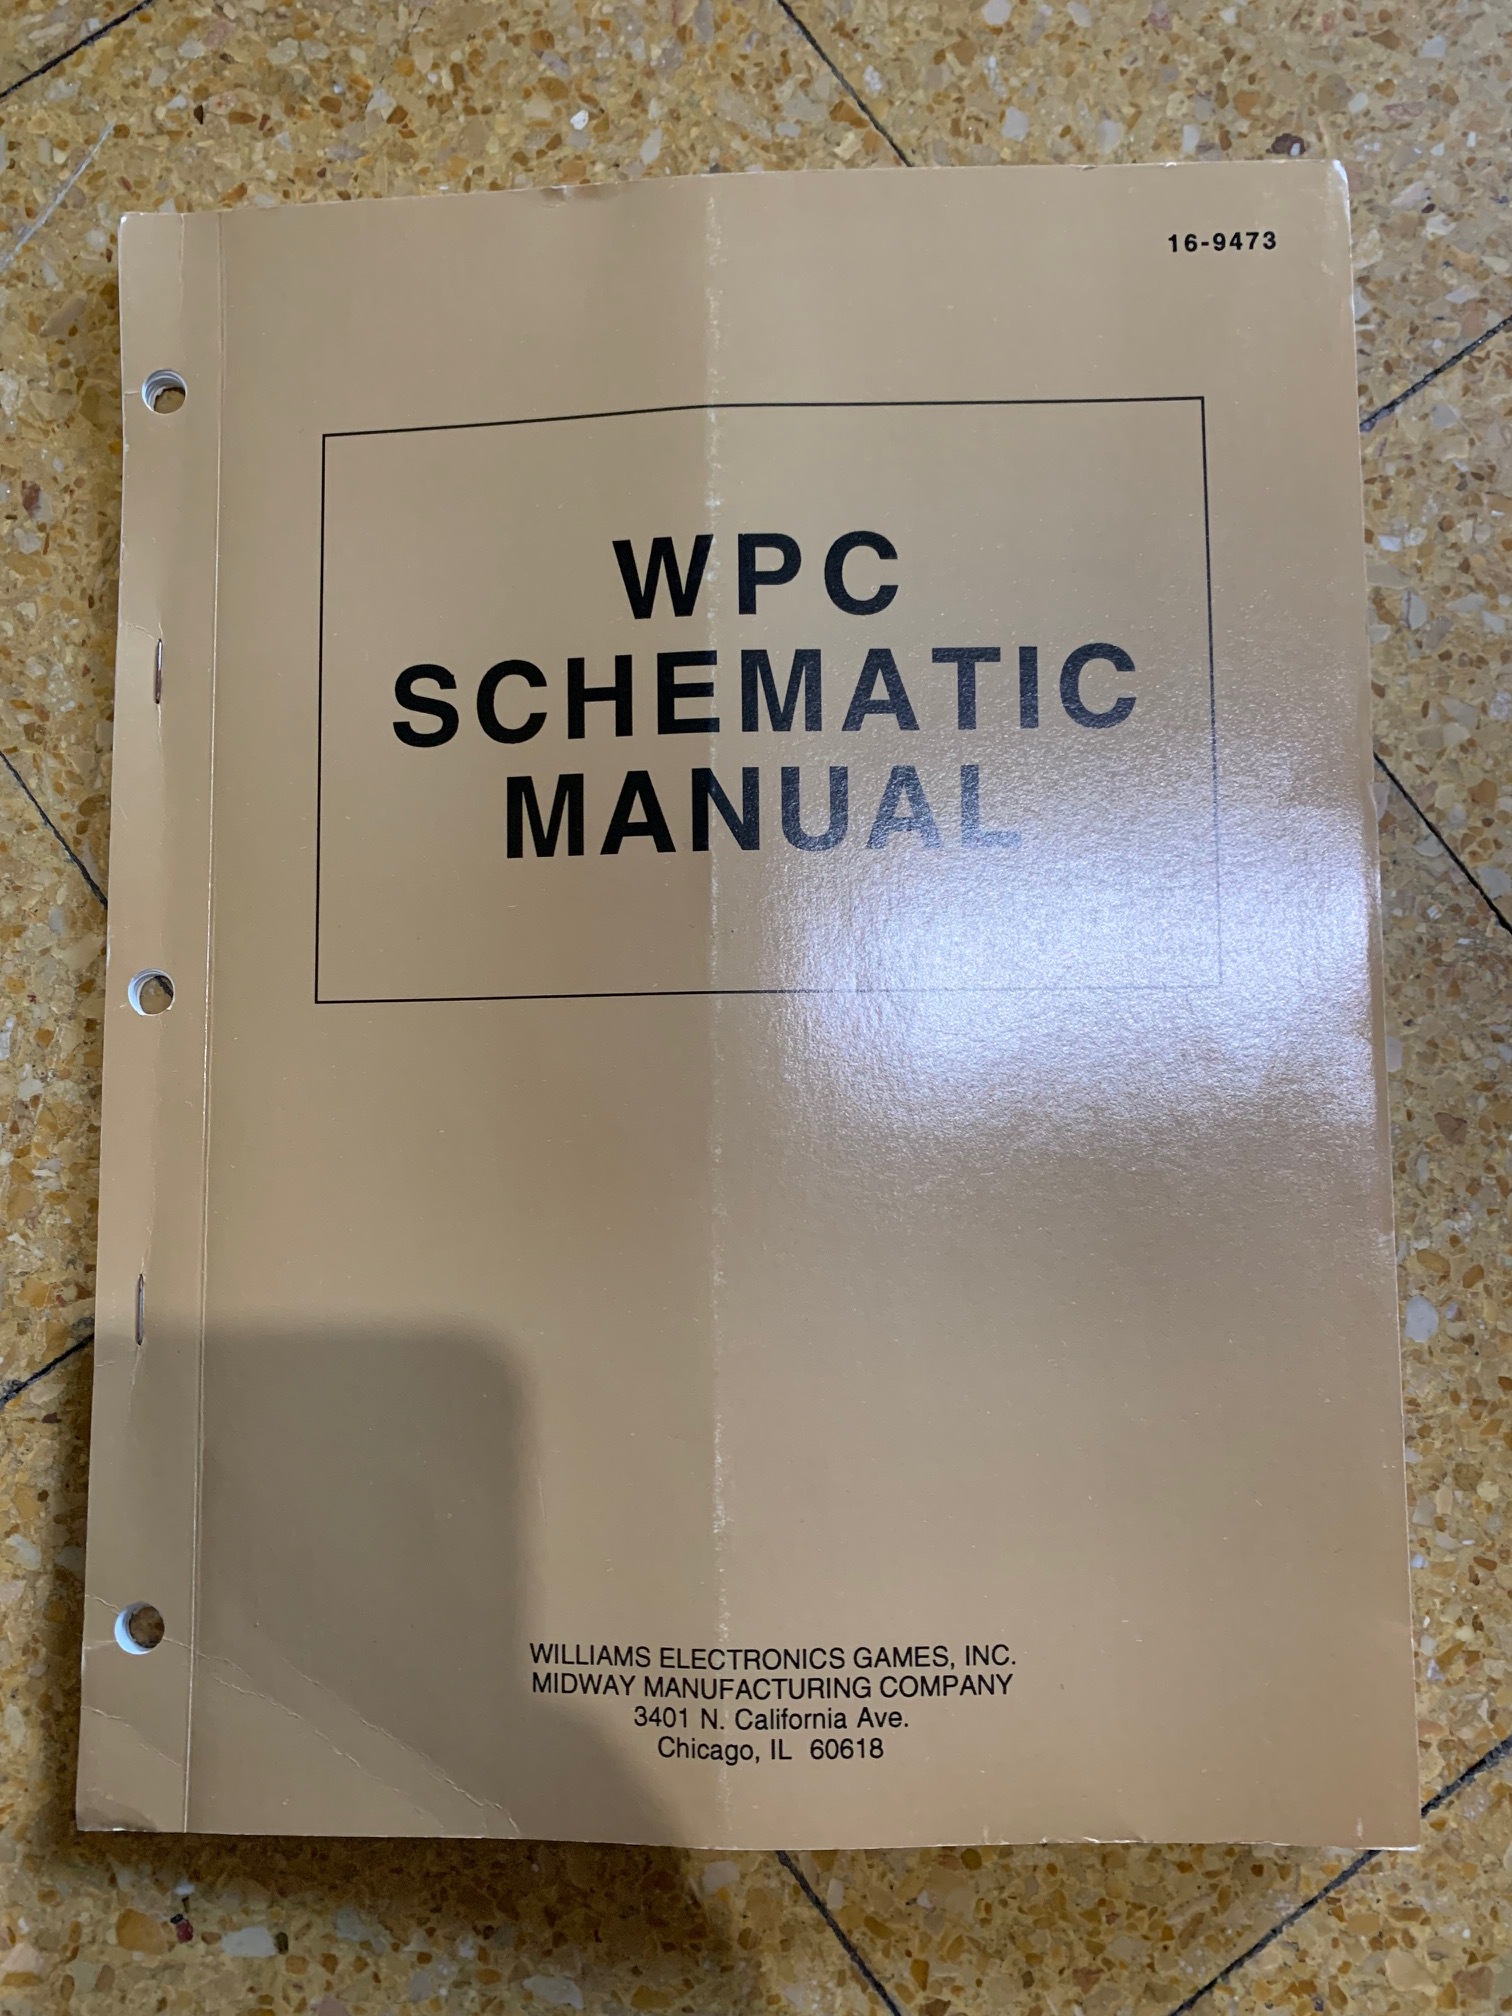 16-9473
WPC
SCHEMATIC
MANUAL
WILLIAMS ELECTRONICS GAMES, INC.
MIDWAY MANUFACTURING COMPANY
3401 N. California Ave.
Chicago, IL 60618